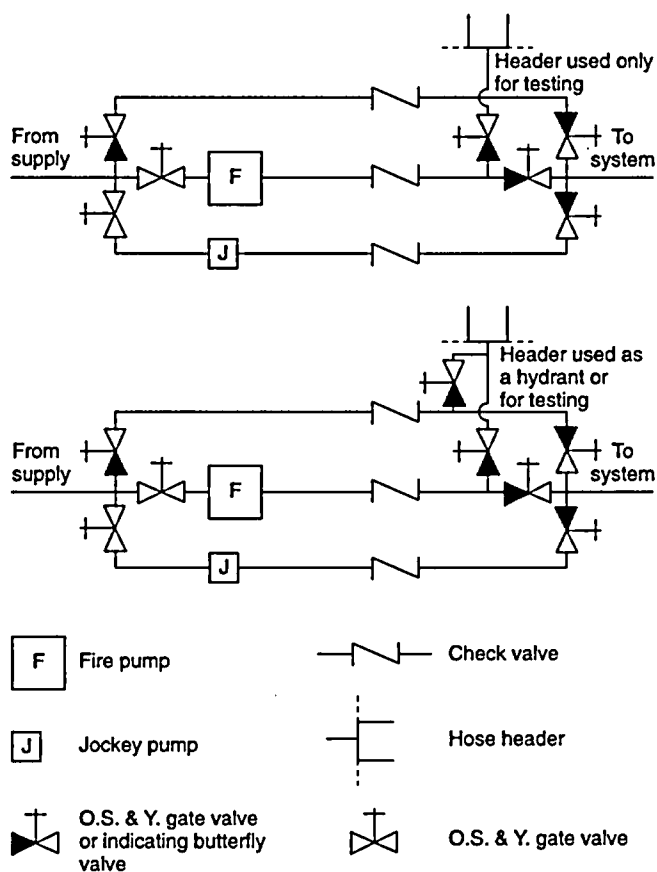 Header used only
for testing
From
supply
To
system
F
J
Header used as
a hydrant or
for testing
From
supply
To
system
F
J
F
Fire pump
Check valve
J
Jockey pump
Hose header
O.S. & Y. gate valve
or indicating butterfly
valve
O.S. & Y. gate valve